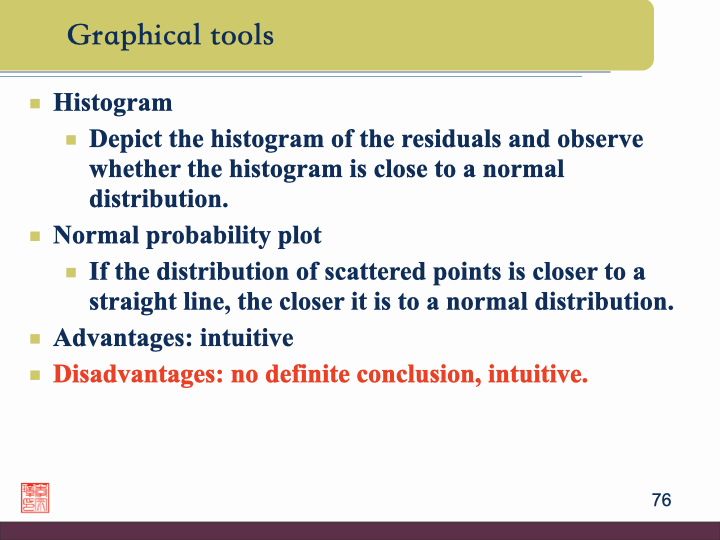 Graphical tools
Histogram
Depict the histogram of the residuals and observe
whether the histogram is close to a normal
distribution.
Normal probability plot
If the distribution of scattered points is closer to a
straight line, the closer it is to a normal distribution.
Advantages: intuitive
Disadvantages: no definite conclusion, intuitive.
76